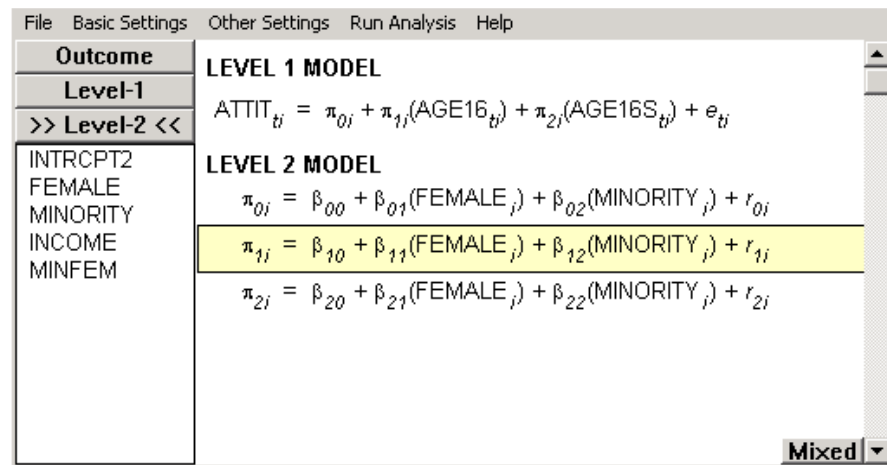 File Basic Settings Other Settings Run Analysis Help
Outcome
Level-1
>> Level-2 <<
INTRCPT2
FEMALE
MINORITY
INCOME
MINFEM
LEVEL 1 MODEL
ATTIT_ti = π_0i + π_1i(AGE16_ti) + π_2i(AGE16S_ti) + e_ti
LEVEL 2 MODEL
π_0i = β_00 + β_01(FEMALE_i) + β_02(MINORITY_i) + r_0i
π_1i = β_10 + β_11(FEMALE_i) + β_12(MINORITY_i) + r_1i
π_2i = β_20 + β_21(FEMALE_i) + β_22(MINORITY_i) + r_2i
Mixed